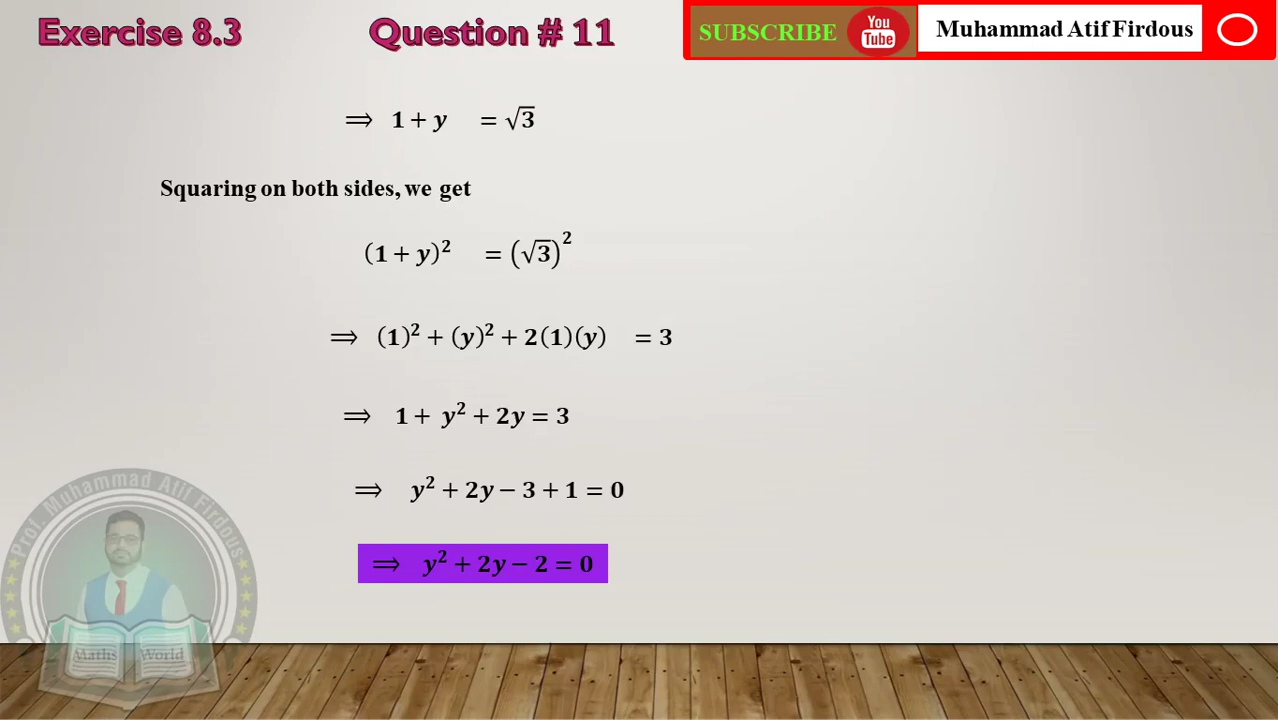 Exercise 8.3
Question # 11
SUBSCRIBE
You
Tube
Muhammad Atif Firdous
⟹ 1 + y = √3
Squaring on both sides, we get
(1 + y)² = (√3)²
⟹ (1)² + (y)² + 2(1)(y) = 3
⟹ 1 + y² + 2y = 3
⟹ y² + 2y − 3 + 1 = 0
⟹ y² + 2y − 2 = 0
Prof. Muhammad Atif Firdous
Maths World